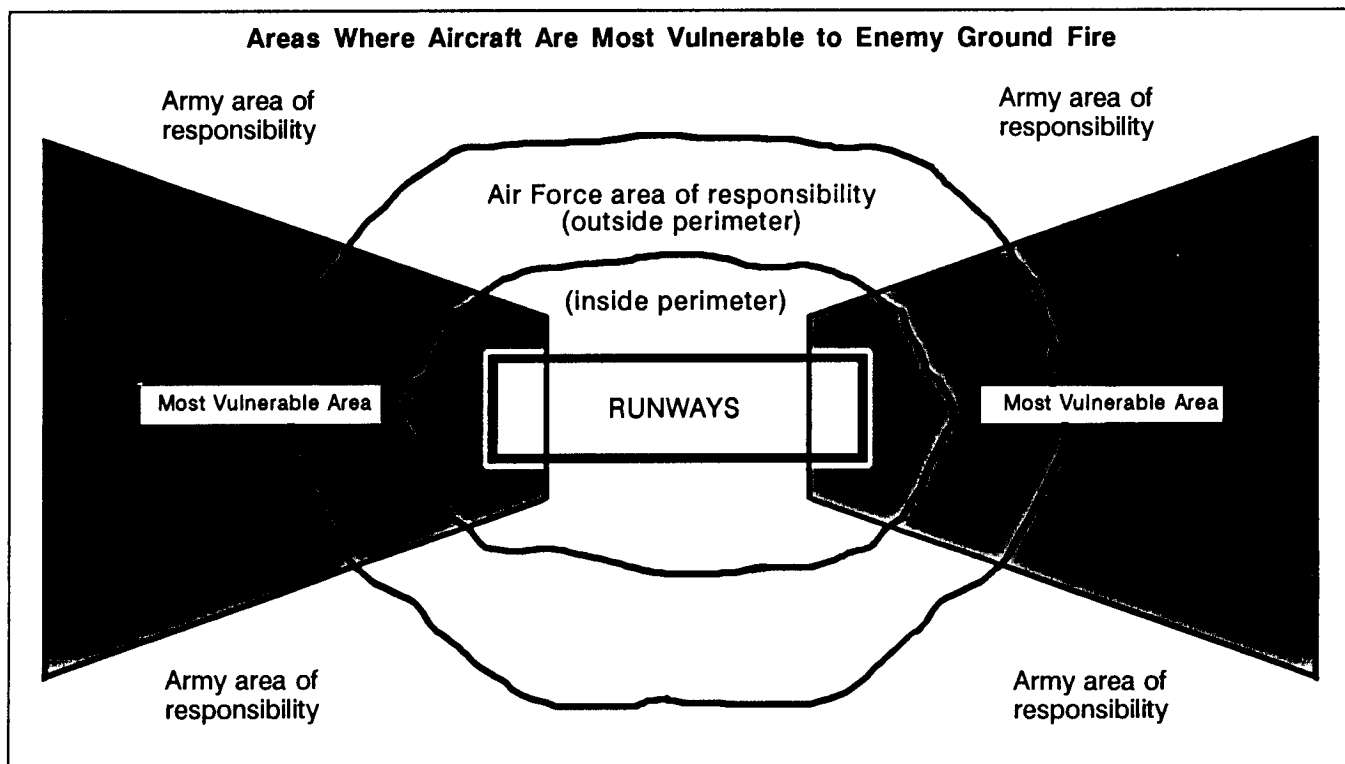 Areas Where Aircraft Are Most Vulnerable to Enemy Ground Fire
Army area of
responsibility
Army area of
responsibility
Air Force area of responsibility
(outside perimeter)
(inside perimeter)
Most Vulnerable Area
RUNWAYS
Most Vulnerable Area
Army area of
responsibility
Army area of
responsibility